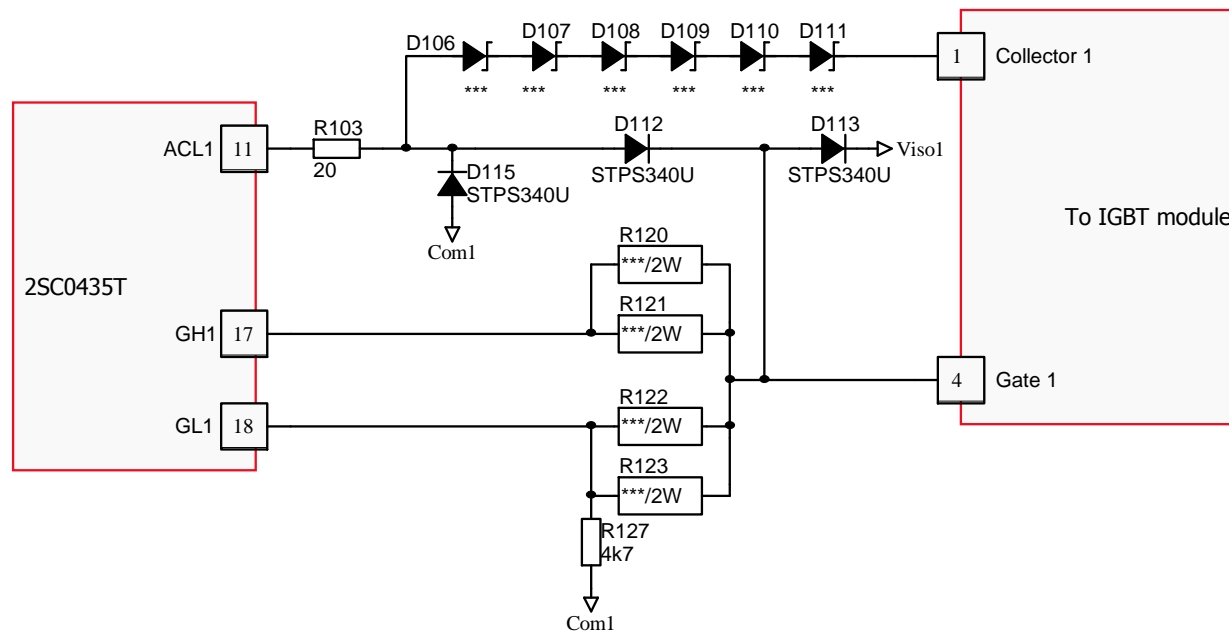 D106
D107
D108
D109
D110
D111
***
***
***
***
***
***
1
Collector 1
ACL1
11
R103
20
D112
STPS340U
D113
STPS340U
Viso1
D115
STPS340U
Com1
To IGBT module
2SC0435T
R120
***/2W
R121
***/2W
GH1
17
4
Gate 1
R122
***/2W
GL1
18
R123
***/2W
R127
4k7
Com1